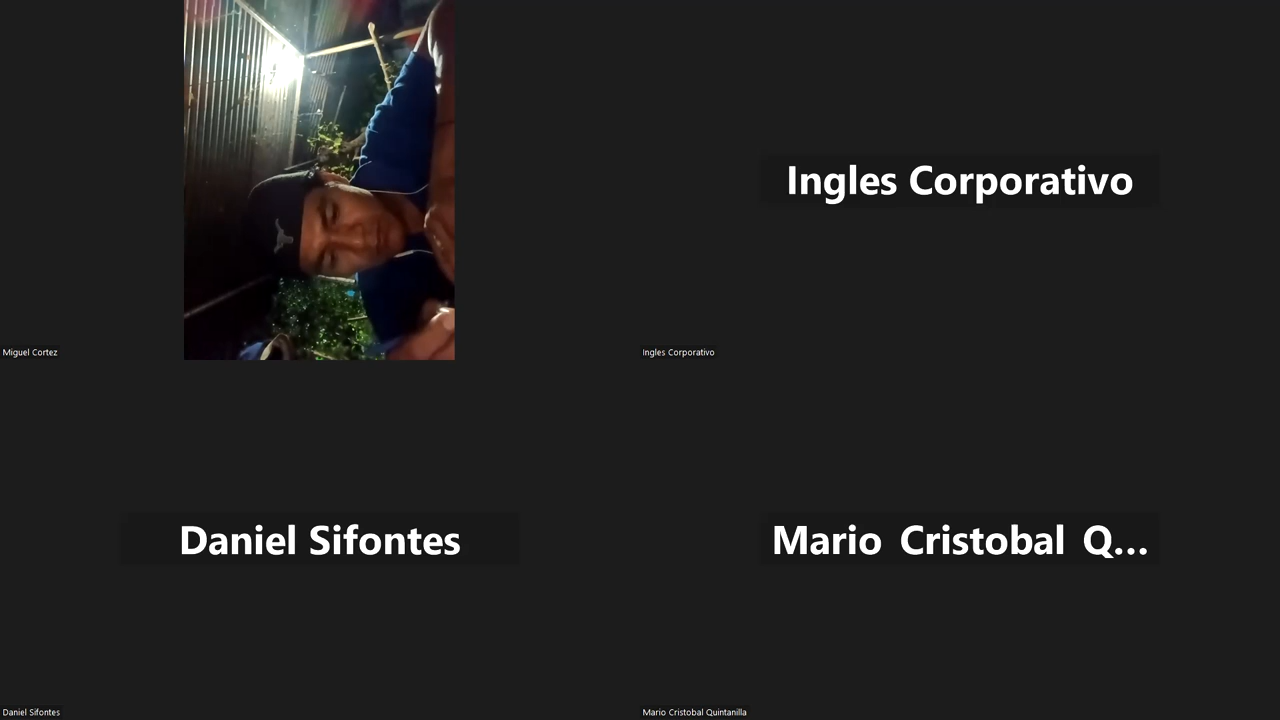 Miguel Cortez
Ingles Corporativo
Ingles Corporativo
Daniel Sifontes
Daniel Sifontes
Mario Cristobal Q...
Mario Cristobal Quintanilla